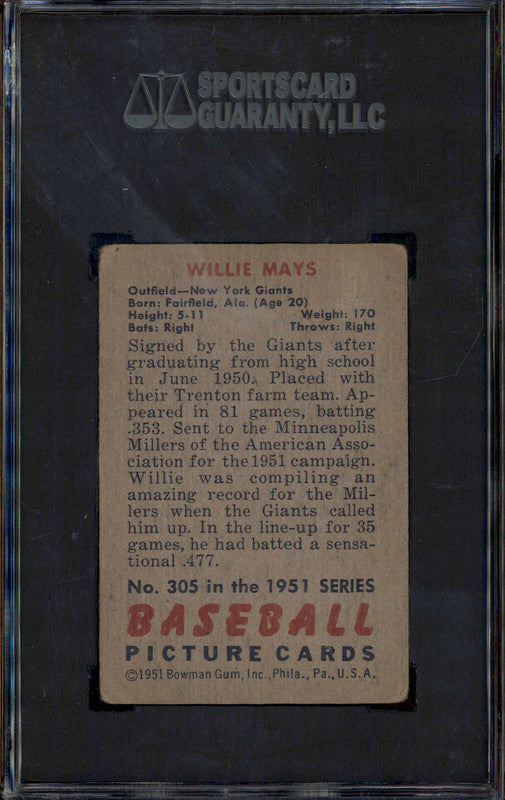 SPORTSCARD
GUARANTY, LLC
WILLIE MAYS
Outfield—New York Giants
Born: Fairfield, Ala. (Age 20)
Height: 5-11 Weight: 170
Bats: Right Throws: Right
Signed by the Giants after
graduating from high school
in June 1950. Placed with
their Trenton farm team. Ap-
peared in 81 games, batting
.353. Sent to the Minneapolis
Millers of the American Asso-
ciation for the 1951 campaign.
Willie was compiling an
amazing record for the Mil-
lers when the Giants called
him up. In the line-up for 35
games, he had batted a sensa-
tional .477.
No. 305 in the 1951 SERIES
BASEBALL
PICTURE CARDS
©1951 Bowman Gum, Inc., Phila., Pa., U.S.A.